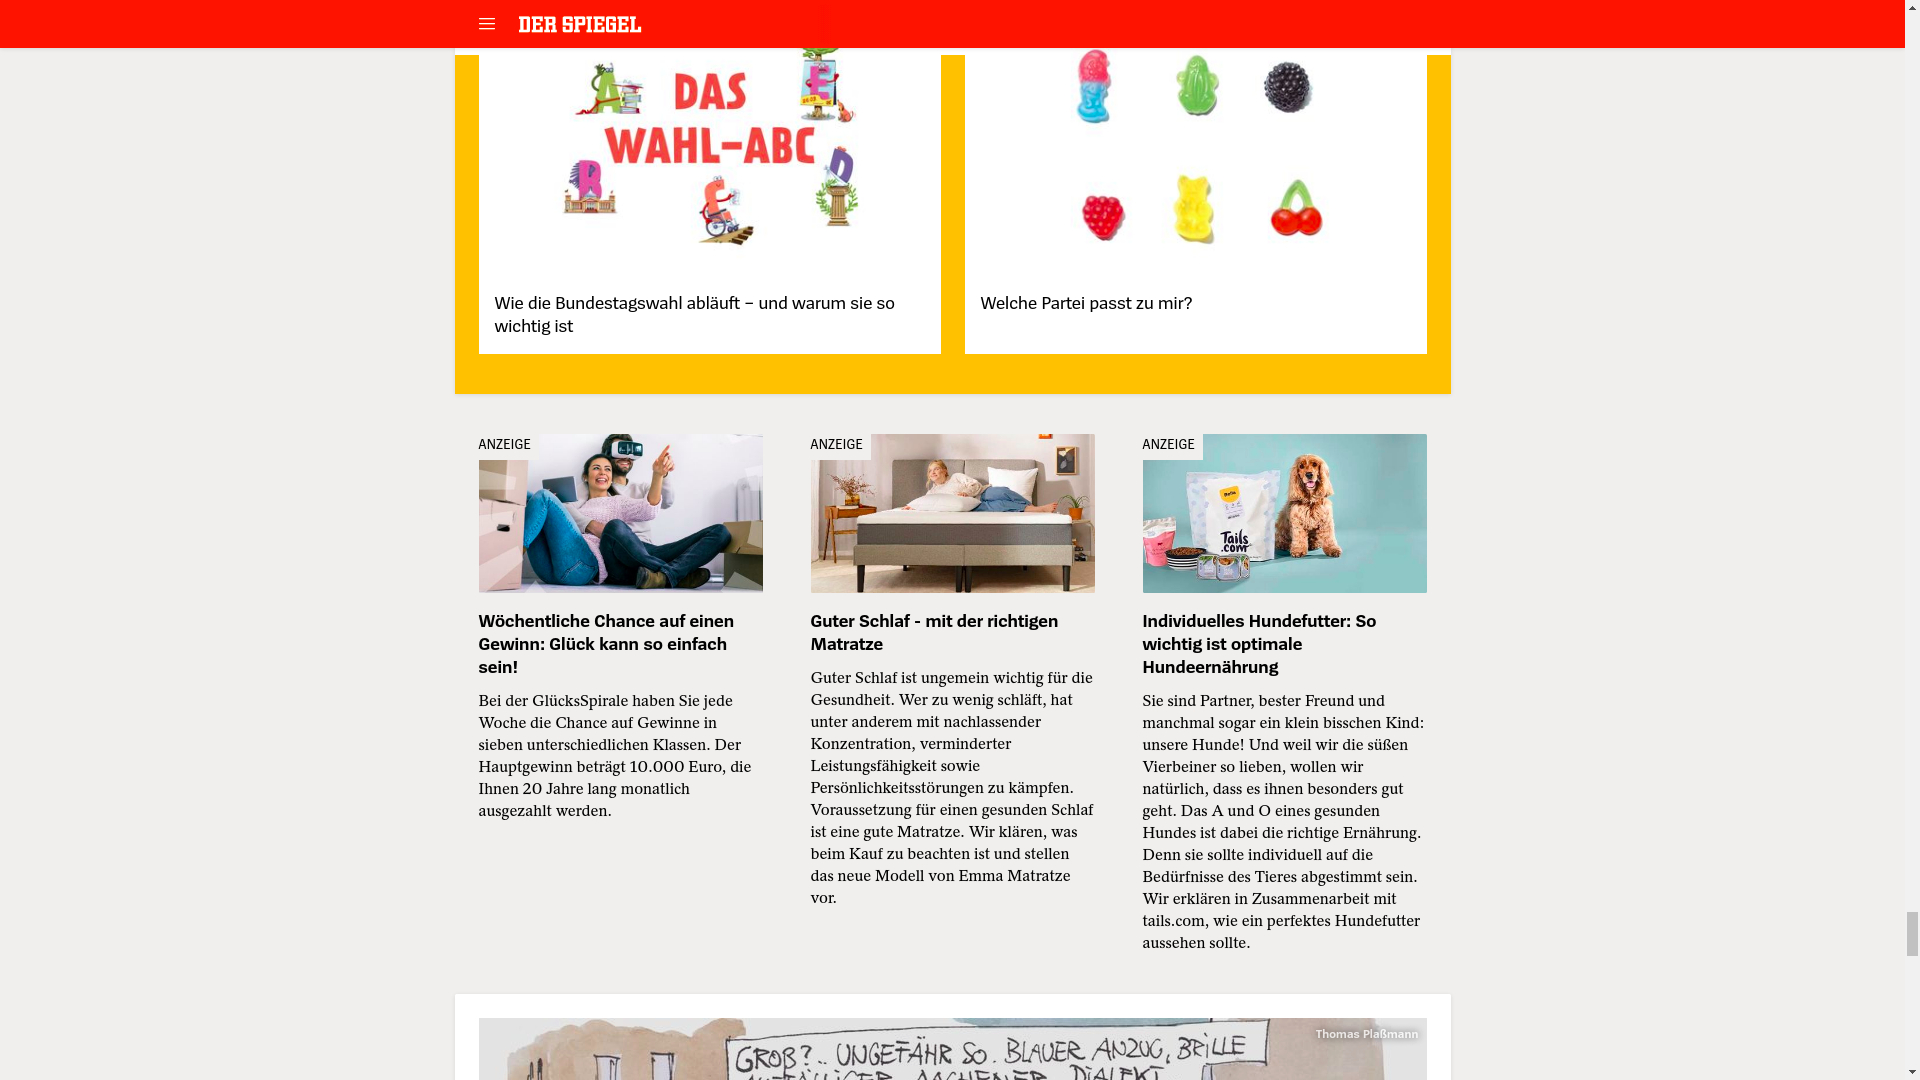 DER SPIEGEL
A
E
DAS
WAHL-ABC
R
C
D
Wie die Bundestagswahl abläuft – und warum sie so
wichtig ist
Welche Partei passt zu mir?
ANZEIGE
Wöchentliche Chance auf einen
Gewinn: Glück kann so einfach
sein!
Bei der GlücksSpirale haben Sie jede
Woche die Chance auf Gewinne in
sieben unterschiedlichen Klassen. Der
Hauptgewinn beträgt 10.000 Euro, die
Ihnen 20 Jahre lang monatlich
ausgezahlt werden.
ANZEIGE
Guter Schlaf - mit der richtigen
Matratze
Guter Schlaf ist ungemein wichtig für die
Gesundheit. Wer zu wenig schläft, hat
unter anderem mit nachlassender
Konzentration, verminderter
Leistungsfähigkeit sowie
Persönlichkeitsstörungen zu kämpfen.
Voraussetzung für einen gesunden Schlaf
ist eine gute Matratze. Wir klären, was
beim Kauf zu beachten ist und stellen
das neue Modell von Emma Matratze
vor.
ANZEIGE
Tails
.com
Individuelles Hundefutter: So
wichtig ist optimale
Hundeernährung
Sie sind Partner, bester Freund und
manchmal sogar ein klein bisschen Kind:
unsere Hunde! Und weil wir die süßen
Vierbeiner so lieben, wollen wir
natürlich, dass es ihnen besonders gut
geht. Das A und O eines gesunden
Hundes ist dabei die richtige Ernährung.
Denn sie sollte individuell auf die
Bedürfnisse des Tieres abgestimmt sein.
Wir erklären in Zusammenarbeit mit
tails.com, wie ein perfektes Hundefutter
aussehen sollte.
Thomas Plaßmann
GROß?.. UNGEFÄHR SO. BLAUER ANZUG, BRILLE
AACHENER DIALEKT